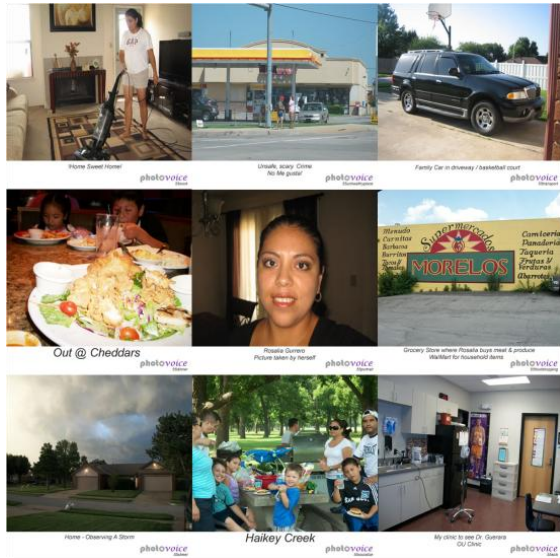 'Home Sweet Home!
photovoice
Unsafe, scary Crime
No Me gusta!
photovoice
Family Car in driveway / basketball court
photovoice
Out @ Cheddars
photovoice
Rosalia Gurrero
Picture taken by herself
photovoice
Menudo
Carnitas
Barbacoa
Burritos
Supermercados
MORELOS
Carniceria
Panaderia
Taqueria
Frutas y
Verduras
Abarrotes
Grocery Store where Rosalia buys meat & produce
WalMart for household items
photovoice
Home - Observing A Storm
photovoice
Haikey Creek
photovoice
My clinic to see Dr. Guerara
OU Clinic
photovoice